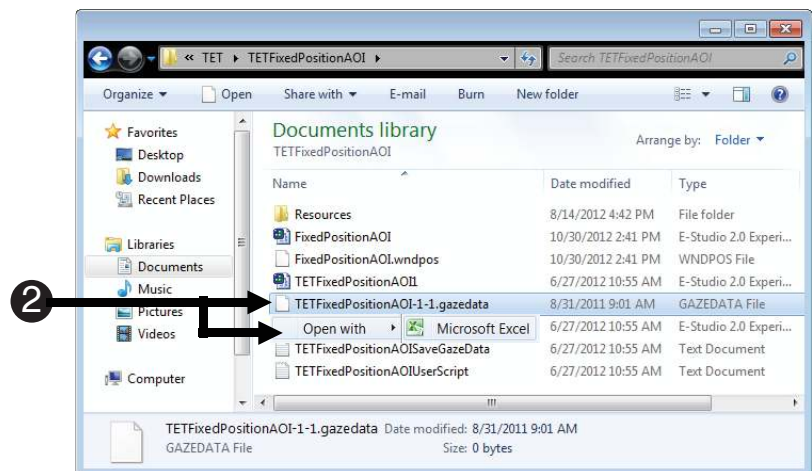 « TET ▸ TETFixedPositionAOI ▸ Search TETFixedPositionAOI
Organize ▼ Open Share with ▼ E-mail Burn New folder
Favorites
Desktop
Downloads
Recent Places
Libraries
Documents
Music
Pictures
Videos
Computer
Documents library
TETFixedPositionAOI
Arrange by: Folder ▼
Name Date modified Type
Resources 8/14/2012 4:42 PM File folder
FixedPositionAOI 10/30/2012 2:41 PM E-Studio 2.0 Experi...
FixedPositionAOI.wndpos 10/30/2012 2:41 PM WNDPOS File
TETFixedPositionAOI1 6/27/2012 10:55 AM E-Studio 2.0 Experi...
2 TETFixedPositionAOI-1-1.gazedata 8/31/2011 9:01 AM GAZEDATA File
Open with ▸ Microsoft Excel 6/27/2012 10:55 AM E-Studio 2.0 Experi...
TETFixedPositionAOISaveGazeData 6/27/2012 10:55 AM Text Document
TETFixedPositionAOIUserScript 6/27/2012 10:55 AM Text Document
TETFixedPositionAOI-1-1.gazedata Date modified: 8/31/2011 9:01 AM
GAZEDATA File Size: 0 bytes